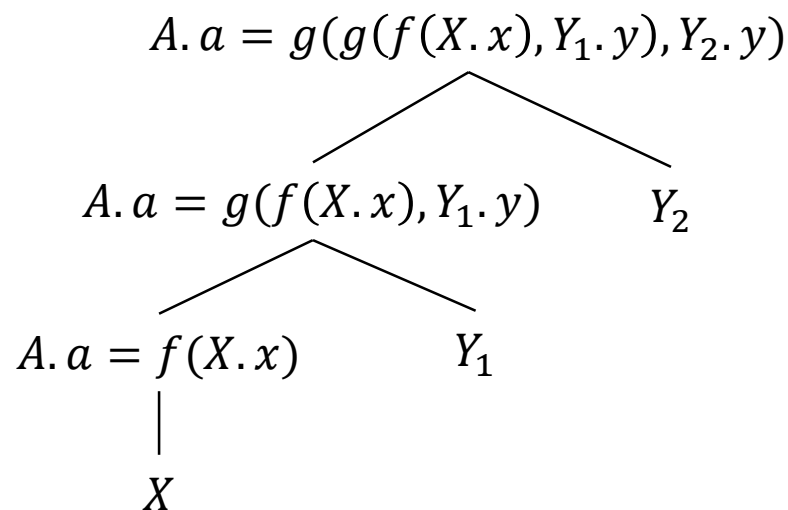 A.a = g(g(f(X.x),Y₁.y),Y₂.y)
A.a = g(f(X.x),Y₁.y) Y₂
A.a = f(X.x) Y₁
X